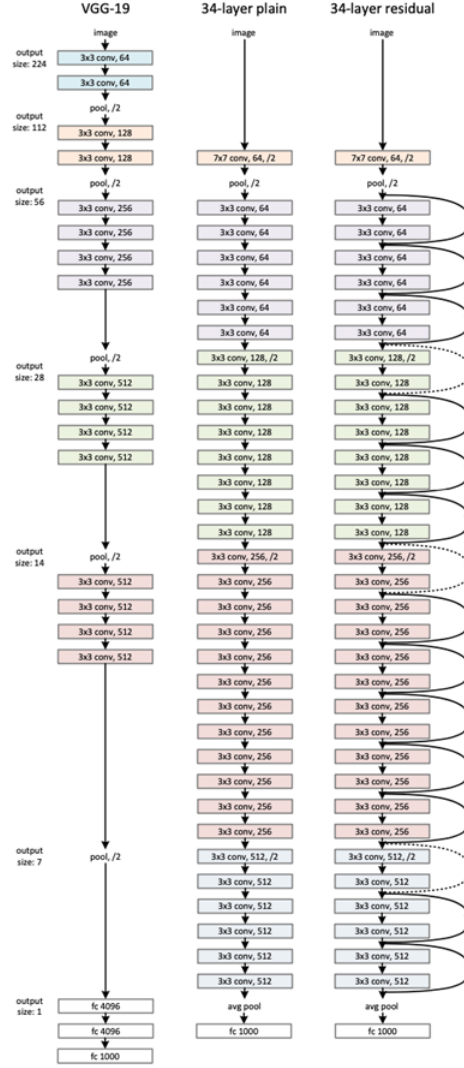 VGG-19
image
output
size: 224
3x3 conv, 64
3x3 conv, 64
pool, /2
output
size: 112
3x3 conv, 128
3x3 conv, 128
pool, /2
output
size: 56
3x3 conv, 256
3x3 conv, 256
3x3 conv, 256
3x3 conv, 256
pool, /2
output
size: 28
3x3 conv, 512
3x3 conv, 512
3x3 conv, 512
3x3 conv, 512
pool, /2
output
size: 14
3x3 conv, 512
3x3 conv, 512
3x3 conv, 512
3x3 conv, 512
output
size: 7
pool, /2
output
size: 1
fc 4096
fc 4096
fc 1000
34-layer plain
image
7x7 conv, 64, /2
pool, /2
3x3 conv, 64
3x3 conv, 64
3x3 conv, 64
3x3 conv, 64
3x3 conv, 64
3x3 conv, 64
3x3 conv, 128, /2
3x3 conv, 128
3x3 conv, 128
3x3 conv, 128
3x3 conv, 128
3x3 conv, 128
3x3 conv, 128
3x3 conv, 128
3x3 conv, 256, /2
3x3 conv, 256
3x3 conv, 256
3x3 conv, 256
3x3 conv, 256
3x3 conv, 256
3x3 conv, 256
3x3 conv, 256
3x3 conv, 256
3x3 conv, 256
3x3 conv, 256
3x3 conv, 256
3x3 conv, 512, /2
3x3 conv, 512
3x3 conv, 512
3x3 conv, 512
3x3 conv, 512
3x3 conv, 512
avg pool
fc 1000
34-layer residual
image
7x7 conv, 64, /2
pool, /2
3x3 conv, 64
3x3 conv, 64
3x3 conv, 64
3x3 conv, 64
3x3 conv, 64
3x3 conv, 64
3x3 conv, 128, /2
3x3 conv, 128
3x3 conv, 128
3x3 conv, 128
3x3 conv, 128
3x3 conv, 128
3x3 conv, 128
3x3 conv, 128
3x3 conv, 256, /2
3x3 conv, 256
3x3 conv, 256
3x3 conv, 256
3x3 conv, 256
3x3 conv, 256
3x3 conv, 256
3x3 conv, 256
3x3 conv, 256
3x3 conv, 256
3x3 conv, 256
3x3 conv, 256
3x3 conv, 512, /2
3x3 conv, 512
3x3 conv, 512
3x3 conv, 512
3x3 conv, 512
3x3 conv, 512
avg pool
fc 1000